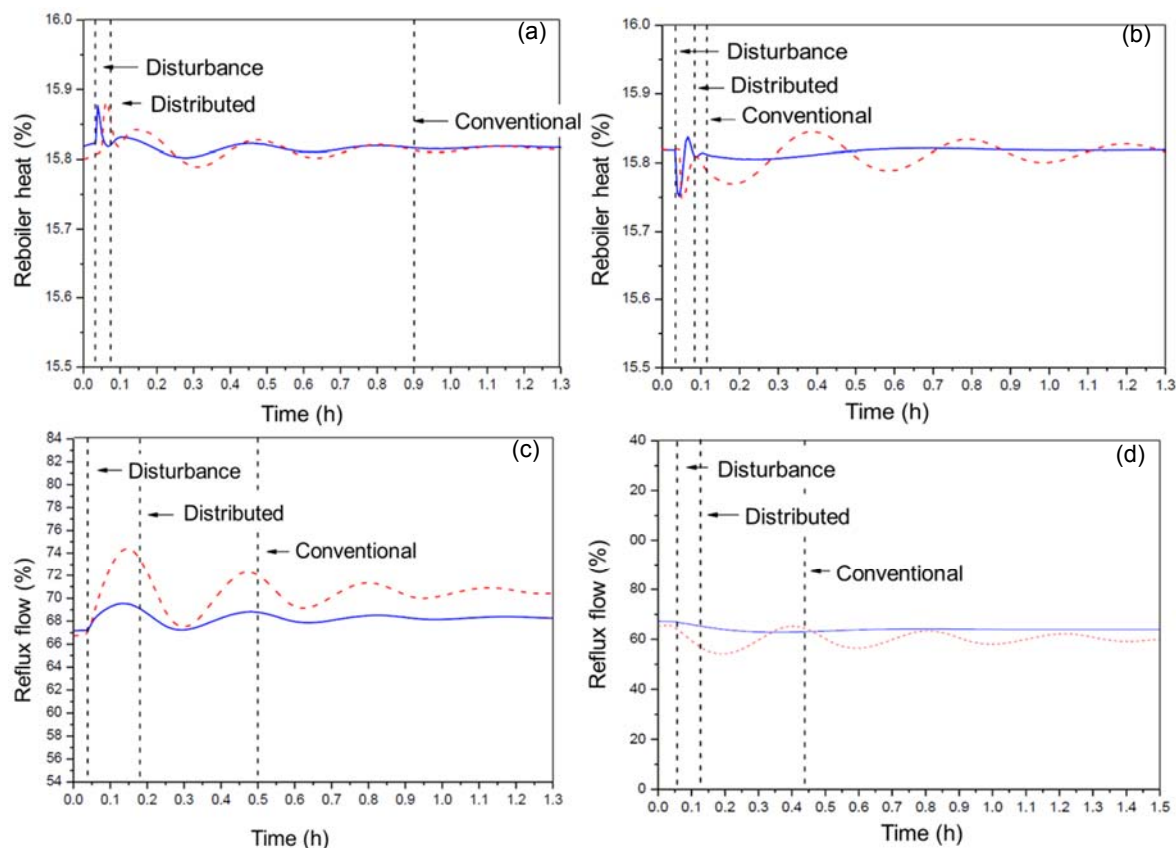 (a)
16.0
15.9
15.8
15.7
15.6
15.5
Reboiler heat (%)
Disturbance
Distributed
Conventional
0.0 0.1 0.2 0.3 0.4 0.5 0.6 0.7 0.8 0.9 1.0 1.1 1.2 1.3
Time (h)
(b)
16.0
15.9
15.8
15.7
15.6
15.5
Reboiler heat (%)
Disturbance
Distributed
Conventional
0.0 0.1 0.2 0.3 0.4 0.5 0.6 0.7 0.8 0.9 1.0 1.1 1.2 1.3
Time (h)
(c)
84
82
80
78
76
74
72
70
68
66
64
62
60
58
56
54
Reflux flow (%)
Disturbance
Distributed
Conventional
0.0 0.1 0.2 0.3 0.4 0.5 0.6 0.7 0.8 0.9 1.0 1.1 1.2 1.3
Time (h)
(d)
40
20
00
80
60
40
20
0
Reflux flow (%)
Disturbance
Distributed
Conventional
0.0 0.1 0.2 0.3 0.4 0.5 0.6 0.7 0.8 0.9 1.0 1.1 1.2 1.3 1.4 1.5
Time (h)